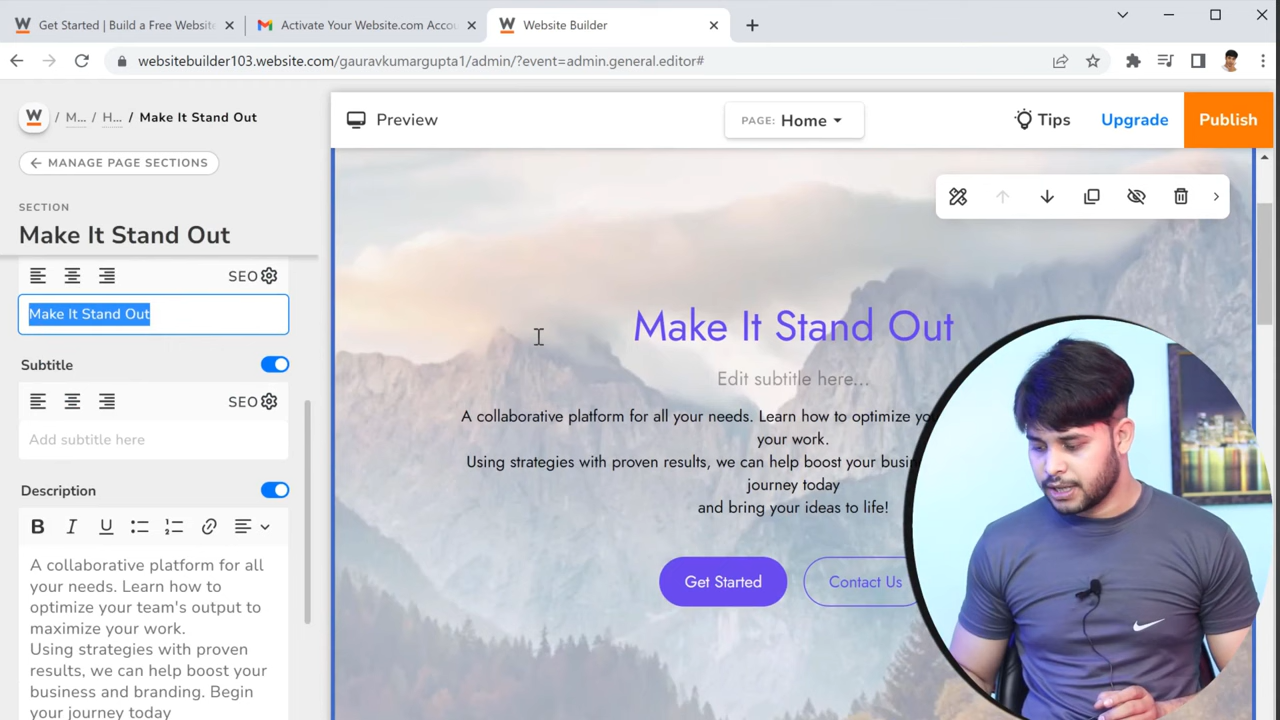 Get Started | Build a Free Website
Activate Your Website.com Accou
Website Builder
websitebuilder103.website.com/gauravkumargupta1/admin/?event=admin.general.editor#
W / M... / H... / Make It Stand Out
MANAGE PAGE SECTIONS
SECTION
Make It Stand Out
SEO
Make It Stand Out
Subtitle
SEO
Add subtitle here
Description
B I U
A collaborative platform for all
your needs. Learn how to
optimize your team's output to
maximize your work.
Using strategies with proven
results, we can help boost your
business and branding. Begin
your journey today
Preview
PAGE: Home
Tips
Upgrade
Publish
Make It Stand Out
Edit subtitle here...
A collaborative platform for all your needs. Learn how to optimize yo
your work.
Using strategies with proven results, we can help boost your busin
journey today
and bring your ideas to life!
Get Started
Contact Us